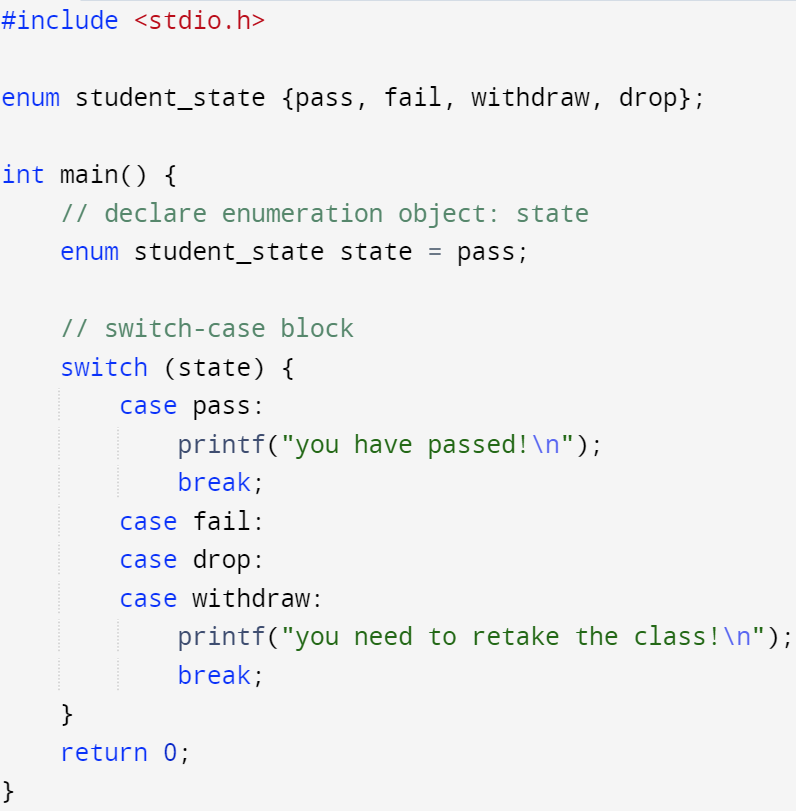 #include <stdio.h>
enum student_state {pass, fail, withdraw, drop};
int main() {
    // declare enumeration object: state
    enum student_state state = pass;
    // switch-case block
    switch (state) {
        case pass:
            printf("you have passed!\n");
            break;
        case fail:
        case drop:
        case withdraw:
            printf("you need to retake the class!\n");
            break;
    }
    return 0;
}